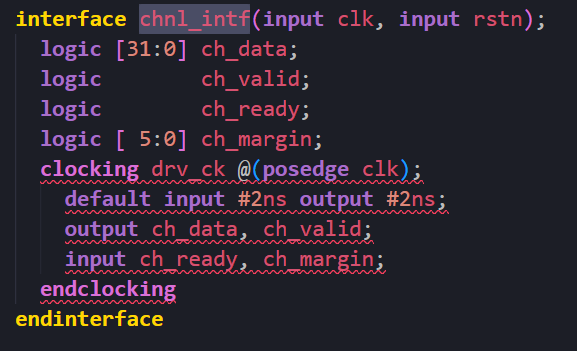 interface chnl_intf(input clk, input rstn);
  logic [31:0] ch_data;
  logic        ch_valid;
  logic        ch_ready;
  logic [ 5:0] ch_margin;
  clocking drv_ck @(posedge clk);
    default input #2ns output #2ns;
    output ch_data, ch_valid;
    input ch_ready, ch_margin;
  endclocking
endinterface